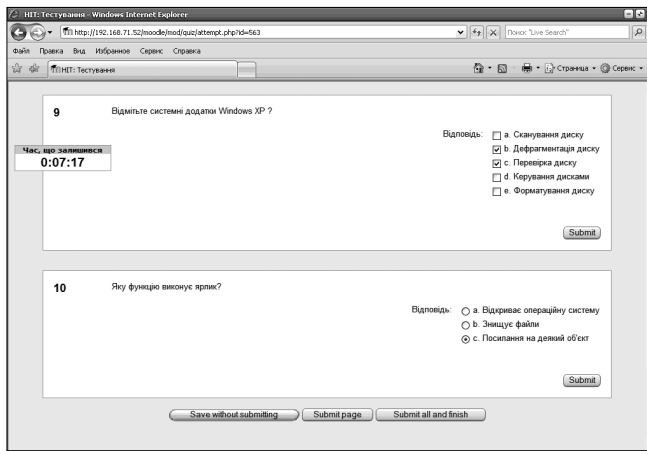 НІТ: Тестування - Windows Internet Explorer
http://192.168.71.52/moodle/mod/quiz/attempt.php?id=563
Поиск: "Live Search"
Файл Правка Вид Избранное Сервис Справка
НІТ: Тестування
Страница Сервис
9 Відмітьте системні додатки Windows XP ?
Відповідь: a. Сканування диску
b. Дефрагментація диску
c. Перевірка диску
d. Керування дисками
e. Форматування диску
Час, що залишився
0:07:17
Submit
10 Яку функцію виконує ярлик?
Відповідь: a. Відкриває операційну систему
b. Знищує файли
c. Посилання на деякий об'єкт
Submit
Save without submitting Submit page Submit all and finish